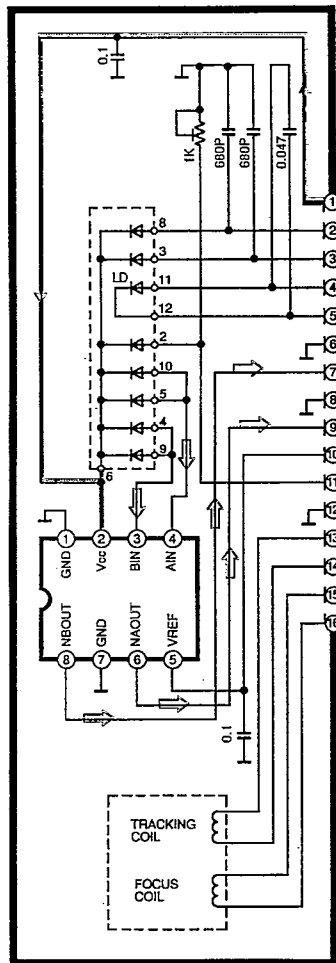 0.1
1K
680P
680P
0.047
1
2
3
4
5
6
7
8
9
10
11
12
13
14
15
16
8
3
LD
11
12
2
10
5
4
9
6
1
2
3
4
GND
Vcc
BIN
AIN
NBOUT
GND
NAOUT
VREF
8
7
6
5
0.1
TRACKING
COIL
FOCUS
COIL